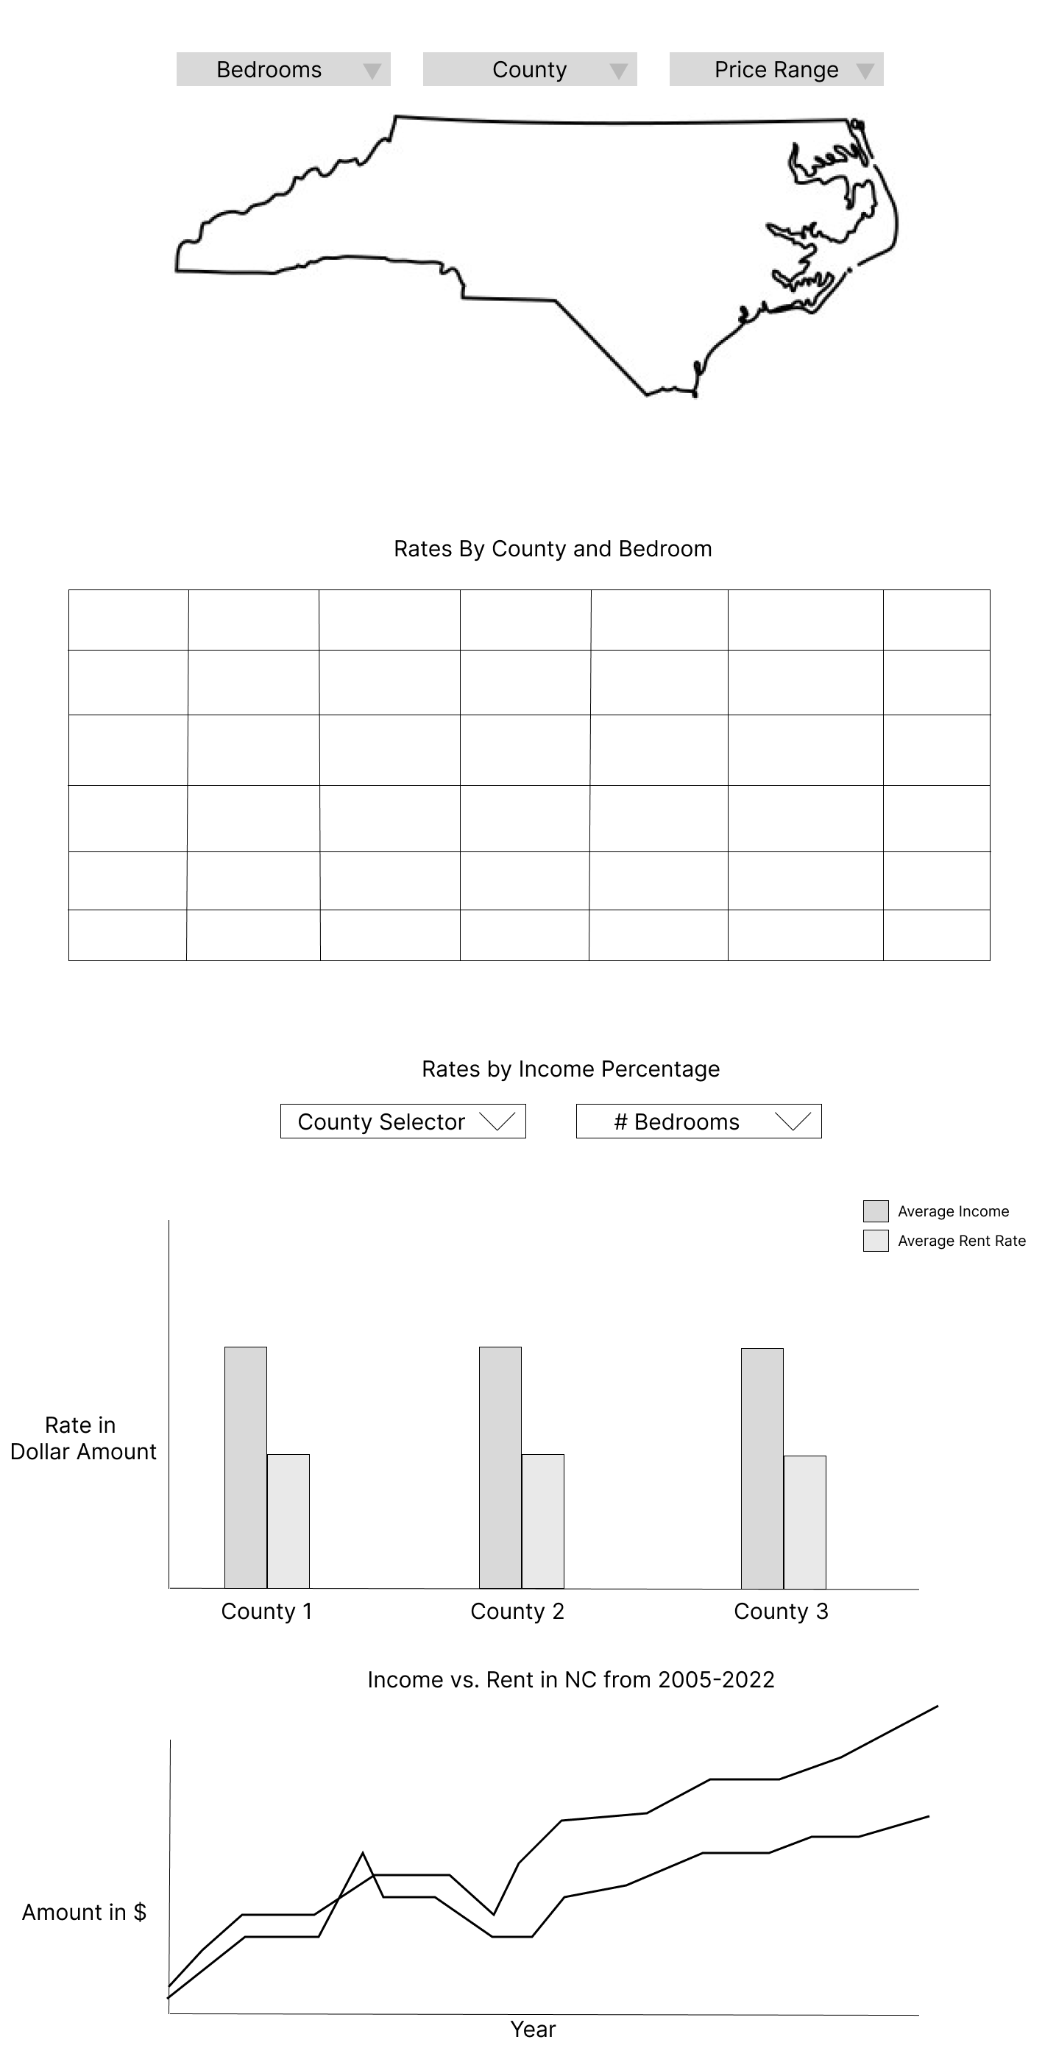 Bedrooms
County
Price Range
Rates By County and Bedroom
Rates by Income Percentage
County Selector
# Bedrooms
Average Income
Average Rent Rate
Rate in
Dollar Amount
County 1
County 2
County 3
Income vs. Rent in NC from 2005-2022
Amount in $
Year